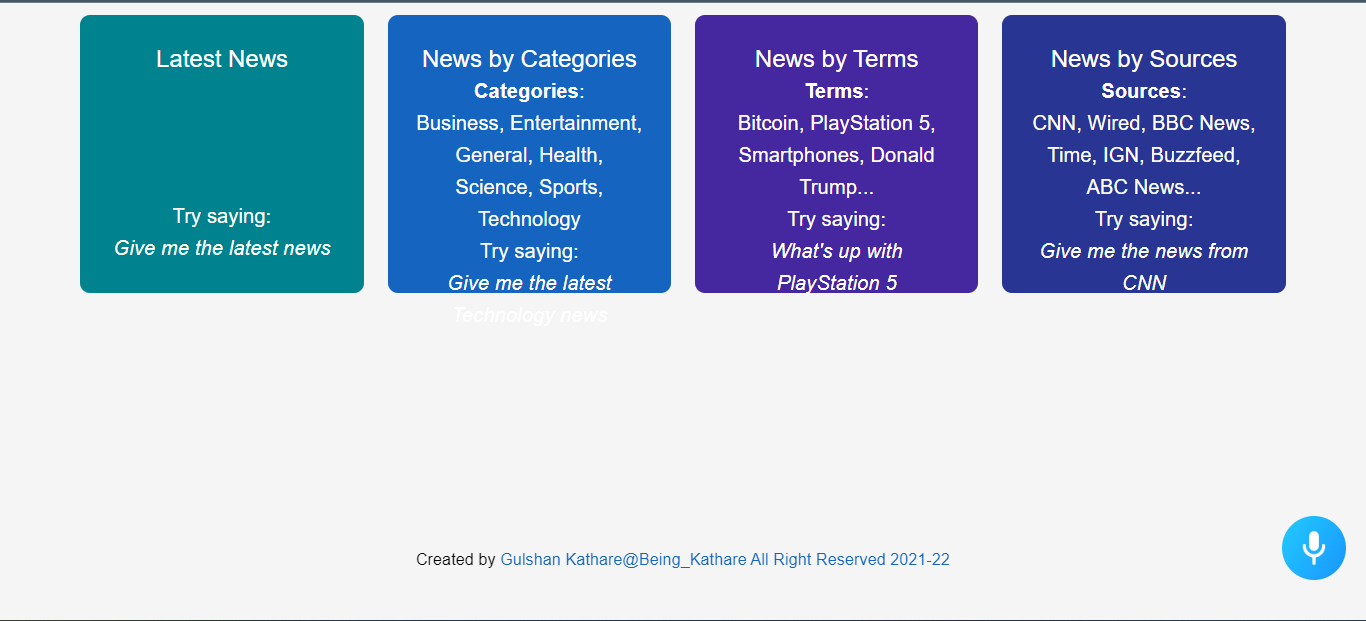 Latest News
Try saying:
Give me the latest news
News by Categories
Categories:
Business, Entertainment,
General, Health,
Science, Sports,
Technology
Try saying:
Give me the latest
Technology news
News by Terms
Terms:
Bitcoin, PlayStation 5,
Smartphones, Donald
Trump...
Try saying:
What's up with
PlayStation 5
News by Sources
Sources:
CNN, Wired, BBC News,
Time, IGN, Buzzfeed,
ABC News...
Try saying:
Give me the news from
CNN
Created by Gulshan Kathare@Being_Kathare All Right Reserved 2021-22